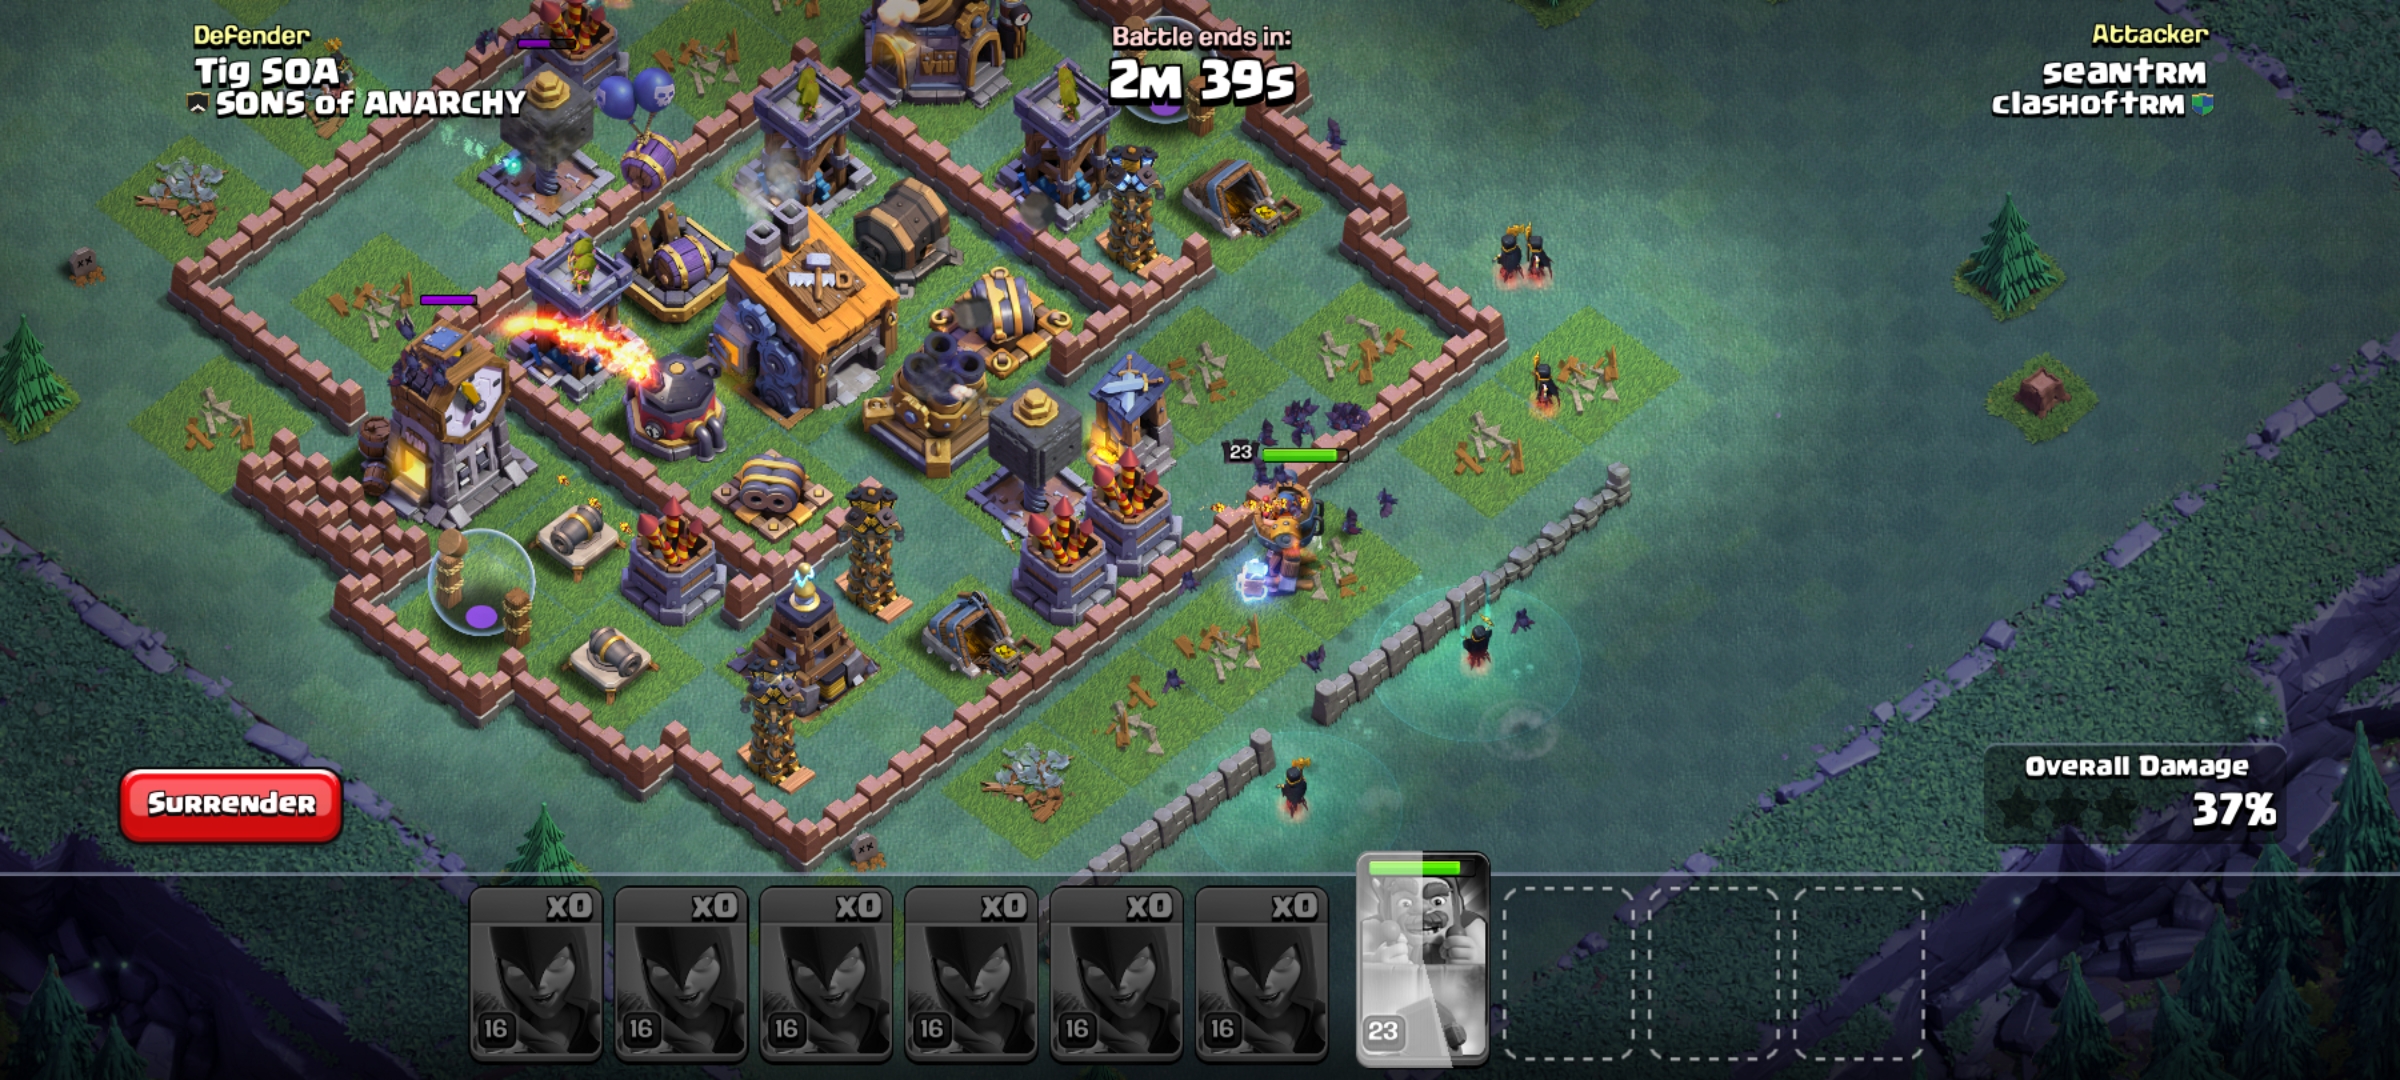 Defender
Tig SOA
SONS of ANARCHY
Battle ends in:
2M 39s
Attacker
seantRM
clashoftRM
VIII
23
Surrender
Overall Damage
37%
x0
x0
x0
x0
x0
x0
16
16
16
16
16
16
23